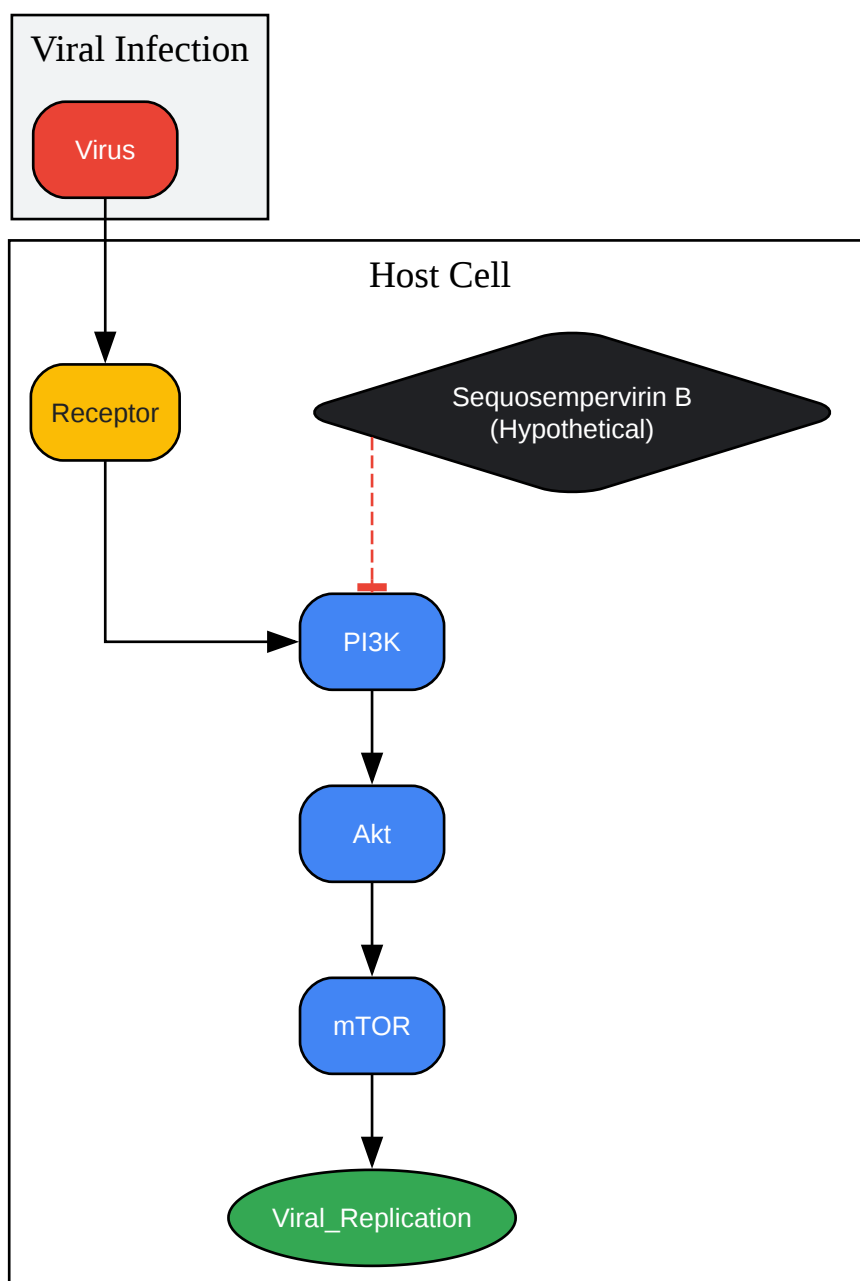 Viral Infection
Virus
Host Cell
Receptor
Sequosempervirin B
(Hypothetical)
PI3K
Akt
mTOR
Viral_Replication